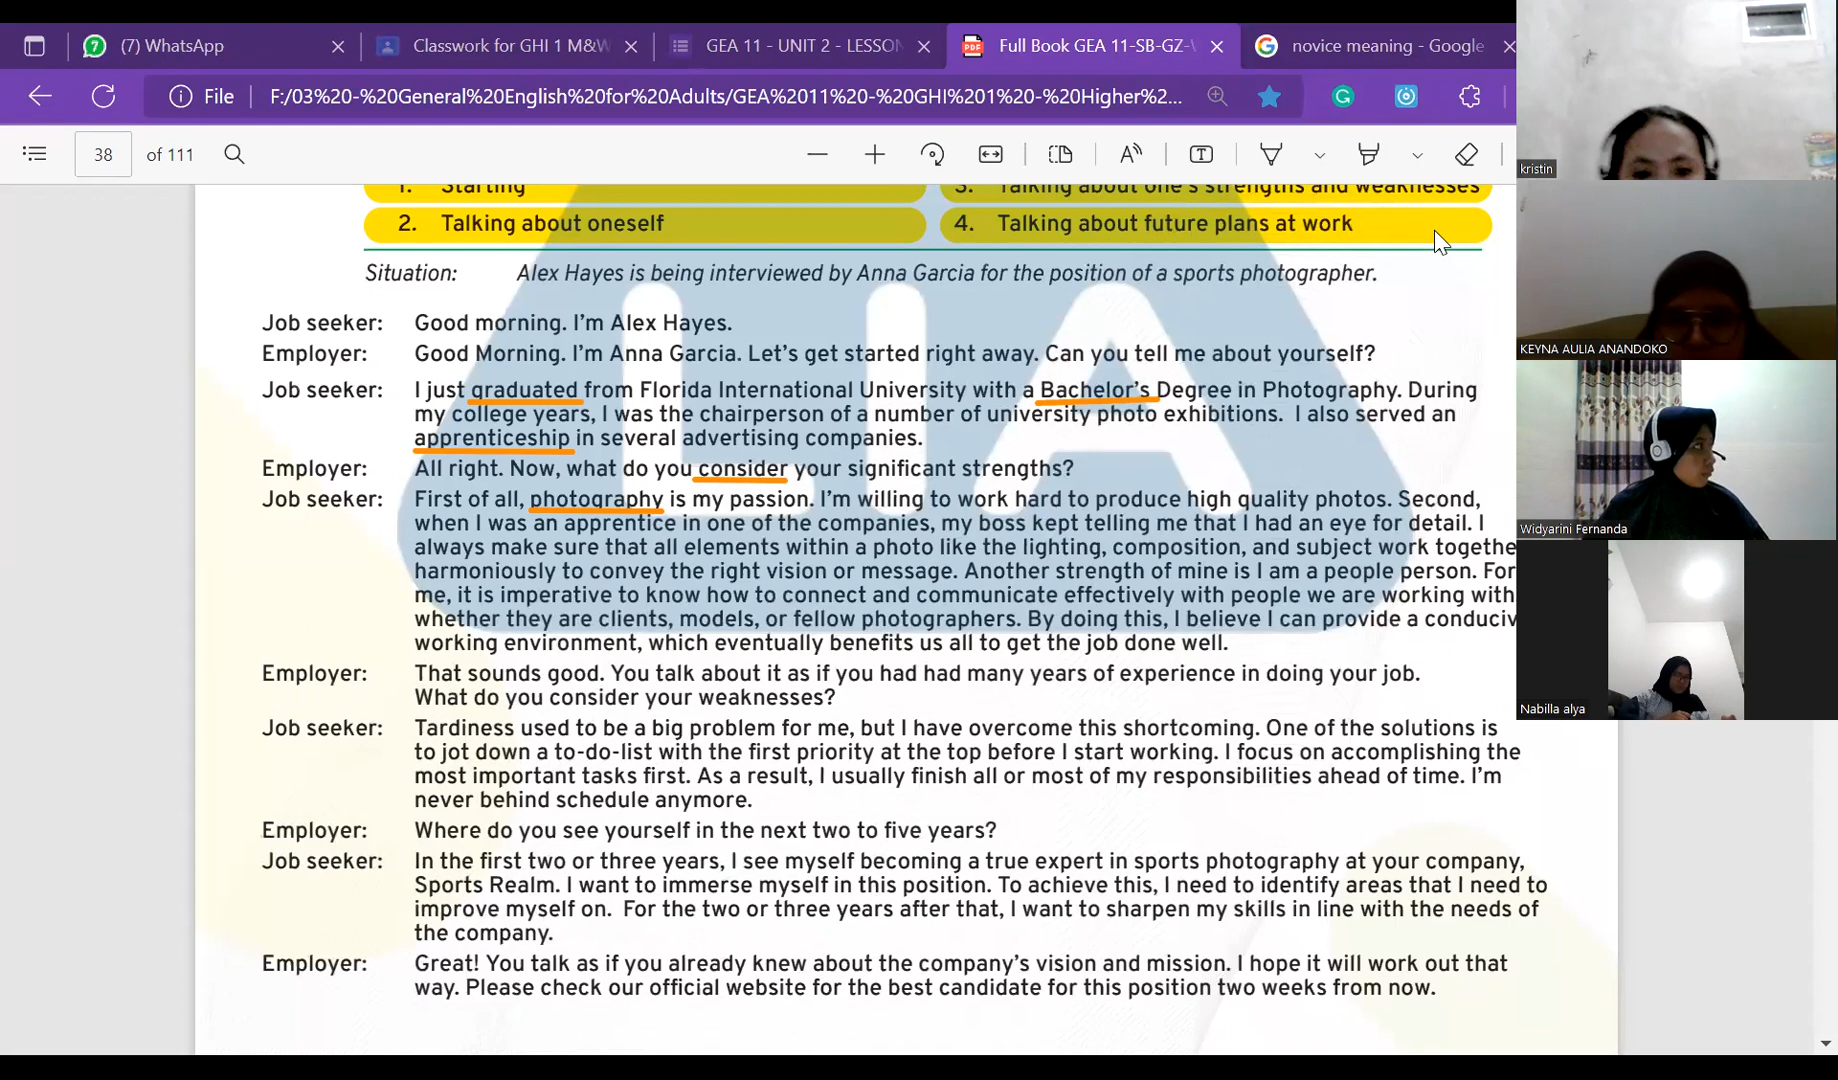 (7) WhatsApp
Classwork for GHI 1 M&W
GEA 11 - UNIT 2 - LESSON
Full Book GEA 11-SB-GZ-
novice meaning - Google
File F:/03%20-%20General%20English%20for%20Adults/GEA%2011%20-%20GHI%201%20-%20Higher%2...
38 of 111
1. Starting
3. Talking about one's strengths and weaknesses
2. Talking about oneself
4. Talking about future plans at work
Situation: Alex Hayes is being interviewed by Anna Garcia for the position of a sports photographer.
Job seeker: Good morning. I'm Alex Hayes.
Employer: Good Morning. I'm Anna Garcia. Let's get started right away. Can you tell me about yourself?
Job seeker: I just graduated from Florida International University with a Bachelor's Degree in Photography. During
my college years, I was the chairperson of a number of university photo exhibitions. I also served an
apprenticeship in several advertising companies.
Employer: All right. Now, what do you consider your significant strengths?
Job seeker: First of all, photography is my passion. I'm willing to work hard to produce high quality photos. Second,
when I was an apprentice in one of the companies, my boss kept telling me that I had an eye for detail. I
always make sure that all elements within a photo like the lighting, composition, and subject work togethe
harmoniously to convey the right vision or message. Another strength of mine is I am a people person. For
me, it is imperative to know how to connect and communicate effectively with people we are working with
whether they are clients, models, or fellow photographers. By doing this, I believe I can provide a conduciv
working environment, which eventually benefits us all to get the job done well.
Employer: That sounds good. You talk about it as if you had had many years of experience in doing your job.
What do you consider your weaknesses?
Job seeker: Tardiness used to be a big problem for me, but I have overcome this shortcoming. One of the solutions is
to jot down a to-do-list with the first priority at the top before I start working. I focus on accomplishing the
most important tasks first. As a result, I usually finish all or most of my responsibilities ahead of time. I'm
never behind schedule anymore.
Employer: Where do you see yourself in the next two to five years?
Job seeker: In the first two or three years, I see myself becoming a true expert in sports photography at your company,
Sports Realm. I want to immerse myself in this position. To achieve this, I need to identify areas that I need to
improve myself on. For the two or three years after that, I want to sharpen my skills in line with the needs of
the company.
Employer: Great! You talk as if you already knew about the company's vision and mission. I hope it will work out that
way. Please check our official website for the best candidate for this position two weeks from now.
LIA
kristin
KEYNA AULIA ANANDOKO
Widyarini Fernanda
Nabilla alya